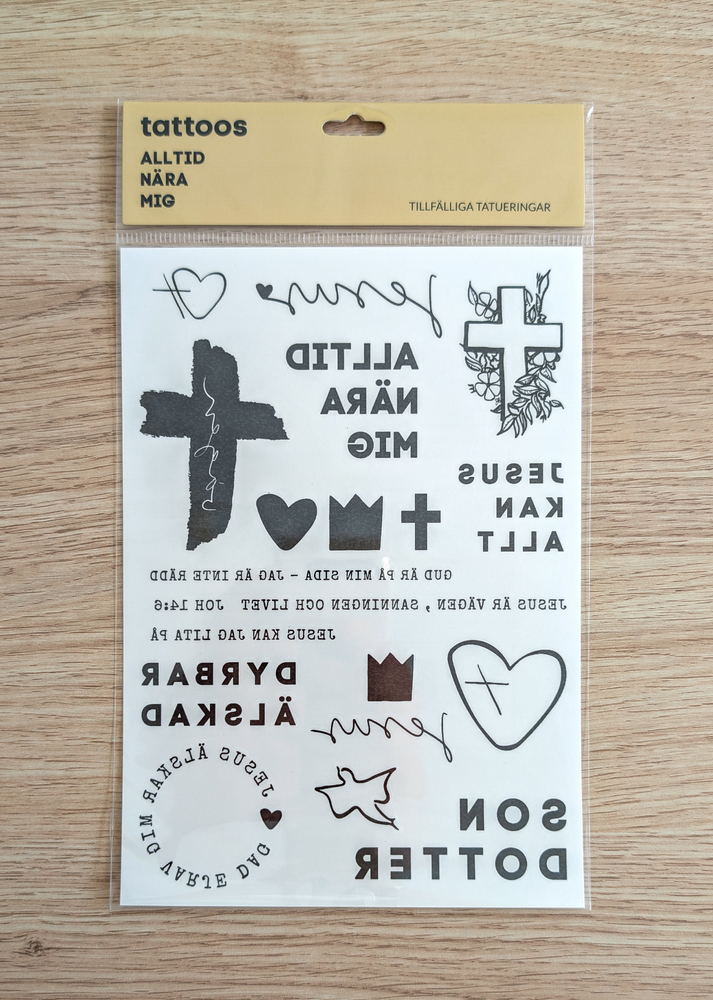 tattoos
ALLTID
NÄRA
MIG
TILLFÄLLIGA TATUERINGAR
Jesus
ALLTID
NÄRA
MIG
nåd
JESUS
KAN
ALLT
GUD ÄR PÅ MIN SIDA - JAG ÄR INTE RÄDD
JESUS ÄR VÄGEN, SANNINGEN OCH LIVET JOH 14:6
JESUS KAN JAG LITA PÅ
DYRBAR
ÄLSKAD
Jesus
JESUS ÄLSKAR MIG VARJE DAG
SON
DOTTER